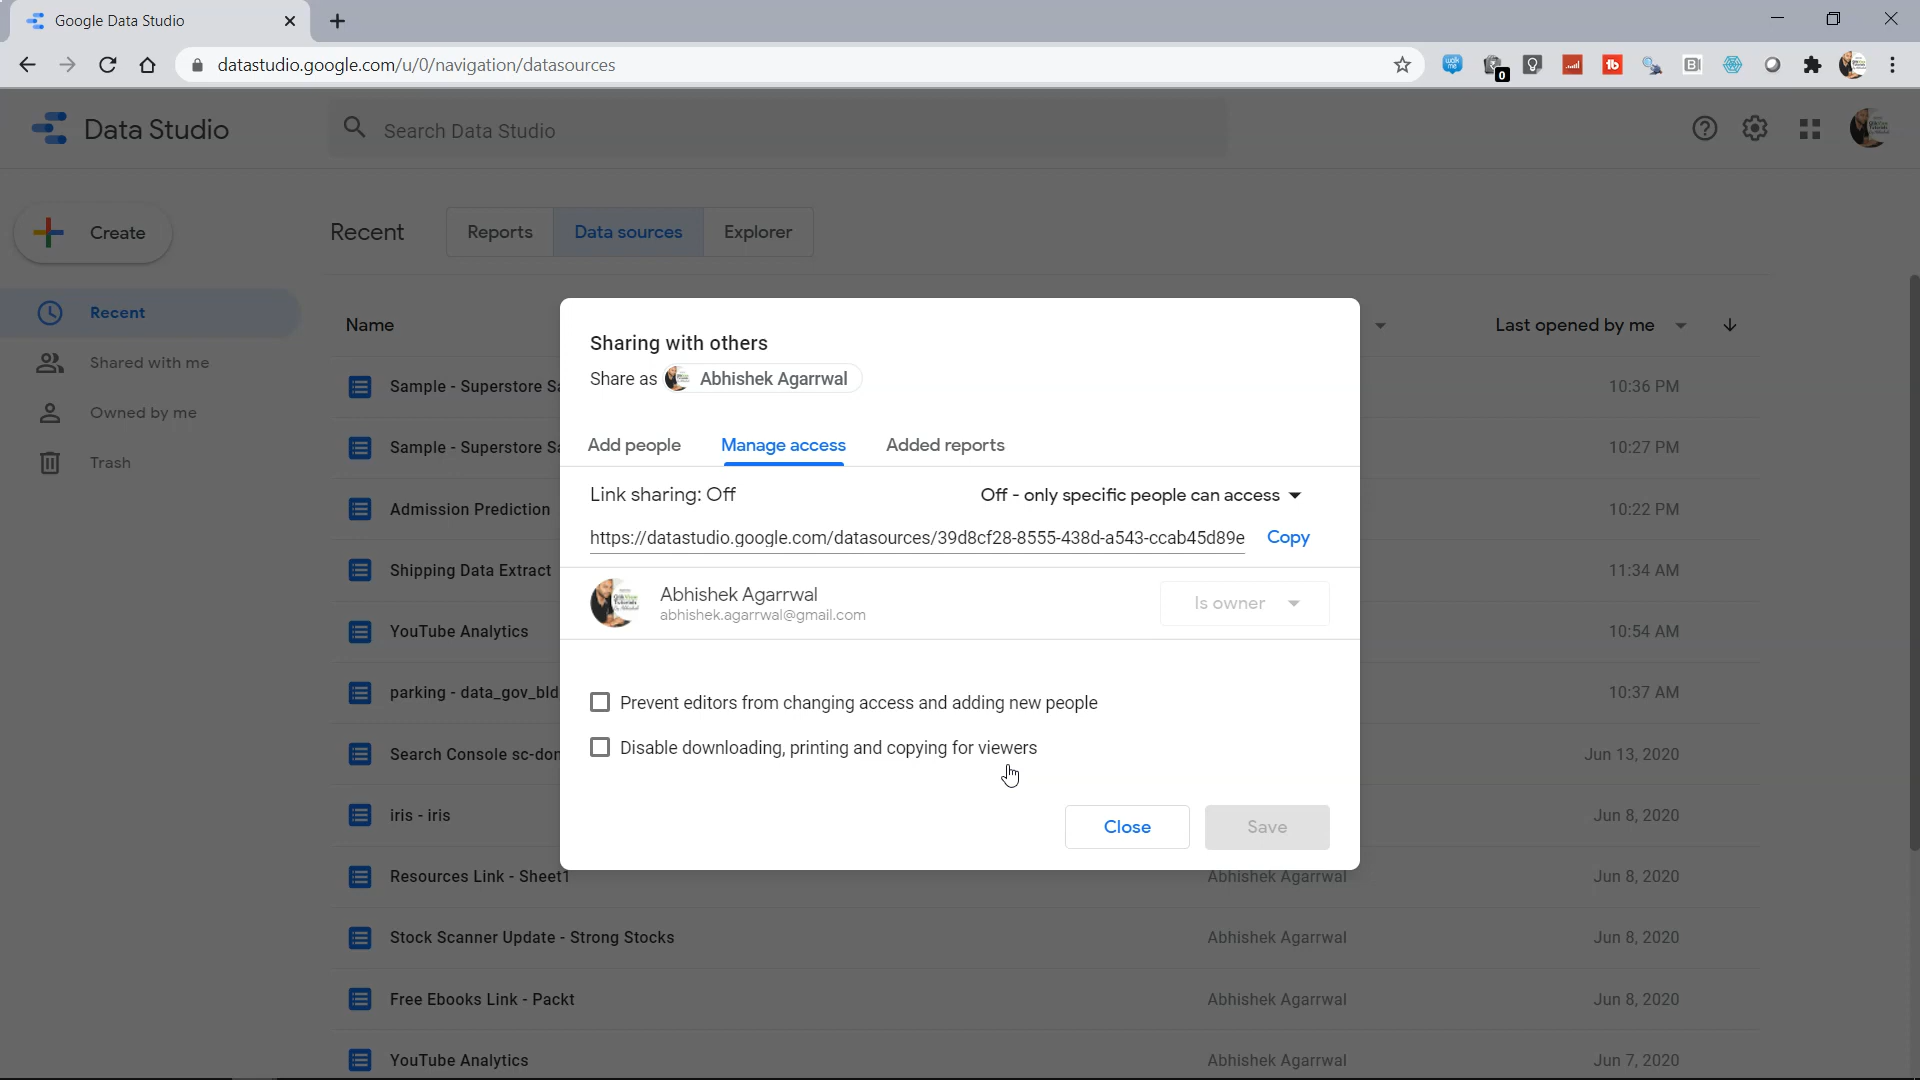 Google Data Studio
datastudio.google.com/u/0/navigation/datasources
0
Data Studio
Search Data Studio
Create
Recent
Reports
Data sources
Explorer
Recent
Shared with me
Owned by me
Trash
Name
Last opened by me
Sample - Superstore Sa
10:36 PM
Sample - Superstore Sa
10:27 PM
Admission Prediction
10:22 PM
Shipping Data Extract
11:34 AM
YouTube Analytics
10:54 AM
parking - data_gov_bld
10:37 AM
Search Console sc-dom
Jun 13, 2020
iris - iris
Jun 8, 2020
Resources Link - Sheet1
Abhishek Agarrwal
Jun 8, 2020
Stock Scanner Update - Strong Stocks
Abhishek Agarrwal
Jun 8, 2020
Free Ebooks Link - Packt
Abhishek Agarrwal
Jun 8, 2020
YouTube Analytics
Abhishek Agarrwal
Jun 7, 2020
Sharing with others
Share as Abhishek Agarrwal
Add people
Manage access
Added reports
Link sharing: Off
Off - only specific people can access
https://datastudio.google.com/datasources/39d8cf28-8555-438d-a543-ccab45d89e
Copy
Abhishek Agarrwal
abhishek.agarrwal@gmail.com
Is owner
Prevent editors from changing access and adding new people
Disable downloading, printing and copying for viewers
Close
Save